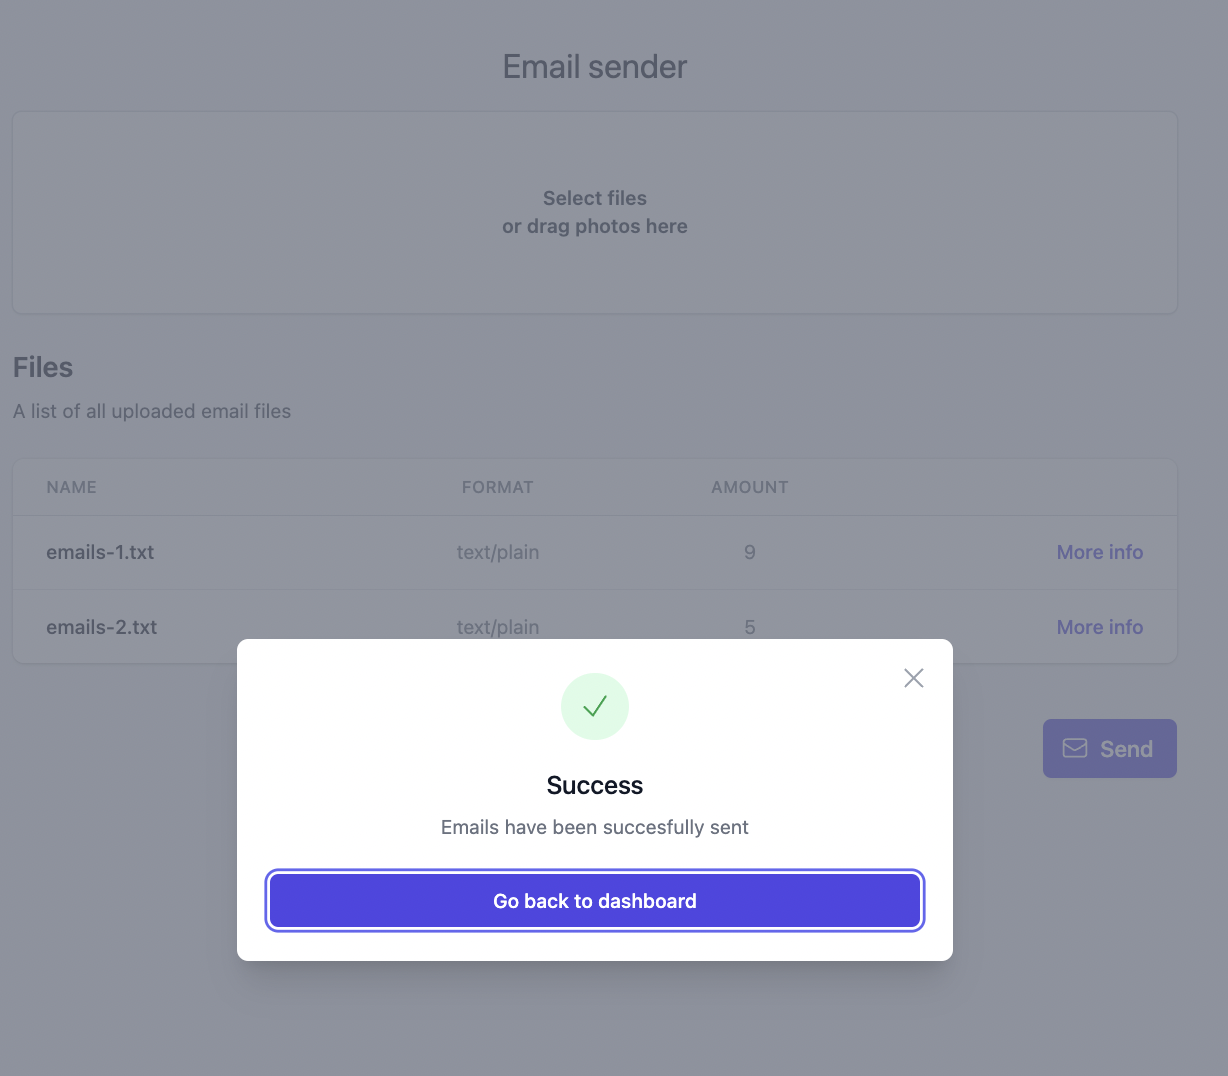 Email sender
Select files
or drag photos here
Files
A list of all uploaded email files
NAME FORMAT AMOUNT
emails-1.txt text/plain 9 More info
emails-2.txt text/plain 5 More info
Send
Success
Emails have been succesfully sent
Go back to dashboard